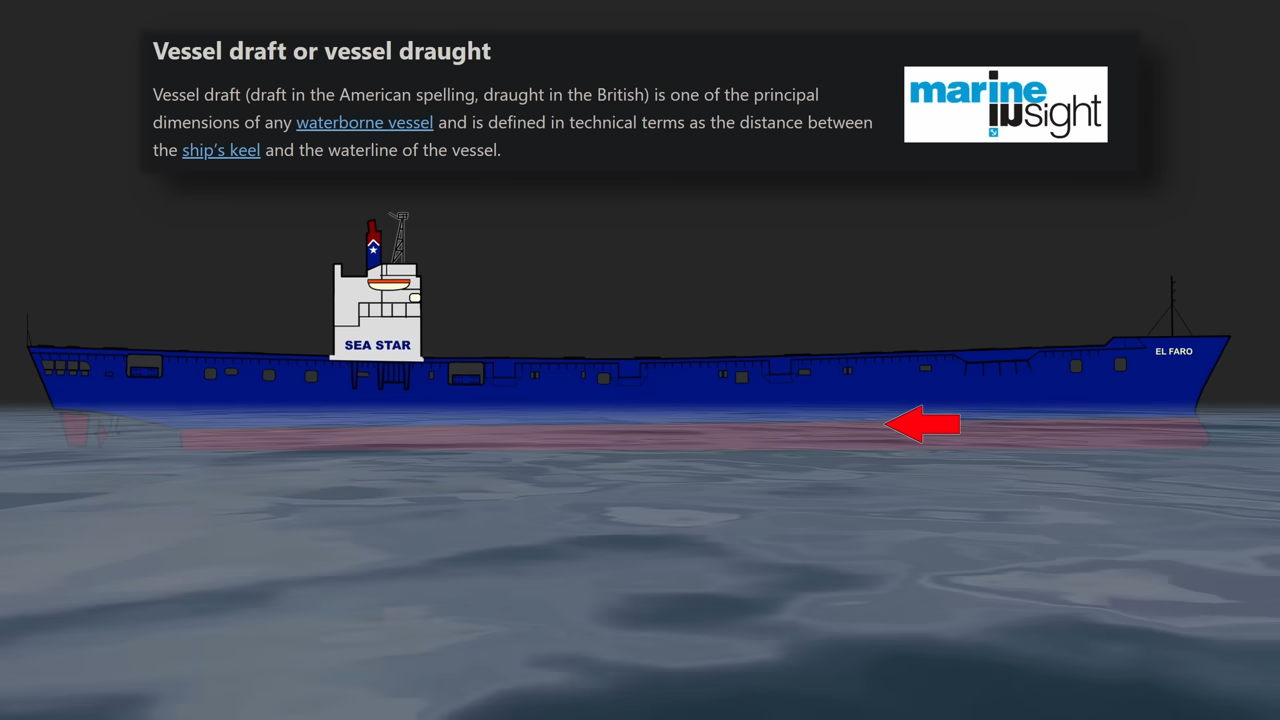 Vessel draft or vessel draught
Vessel draft (draft in the American spelling, draught in the British) is one of the principal
dimensions of any waterborne vessel and is defined in technical terms as the distance between
the ship's keel and the waterline of the vessel.
marine
insight
SEA STAR
EL FARO